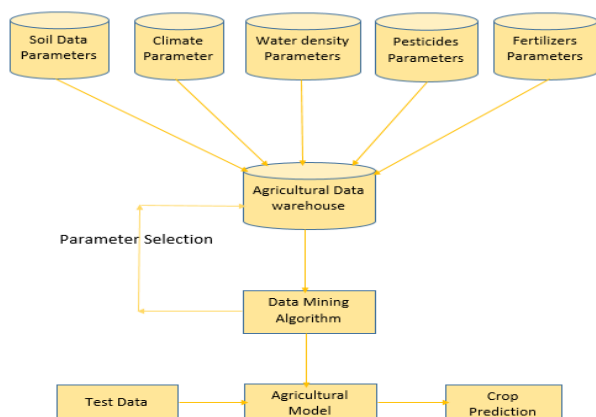 Soil Data
Parameters
Climate
Parameter
Water density
Parameters
Pesticides
Parameters
Fertilizers
Parameters
Agricultural Data
warehouse
Parameter Selection
Data Mining
Algorithm
Test Data
Agricultural
Model
Crop
Prediction